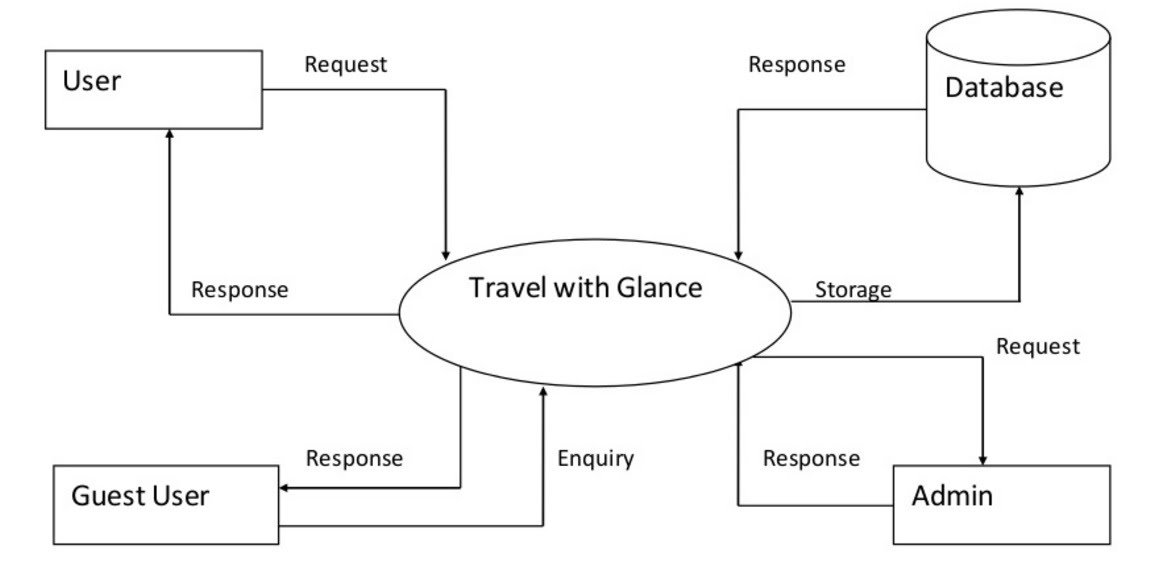 User
Request
Response
Database
Response
Travel with Glance
Storage
Request
Response
Enquiry
Response
Guest User
Admin